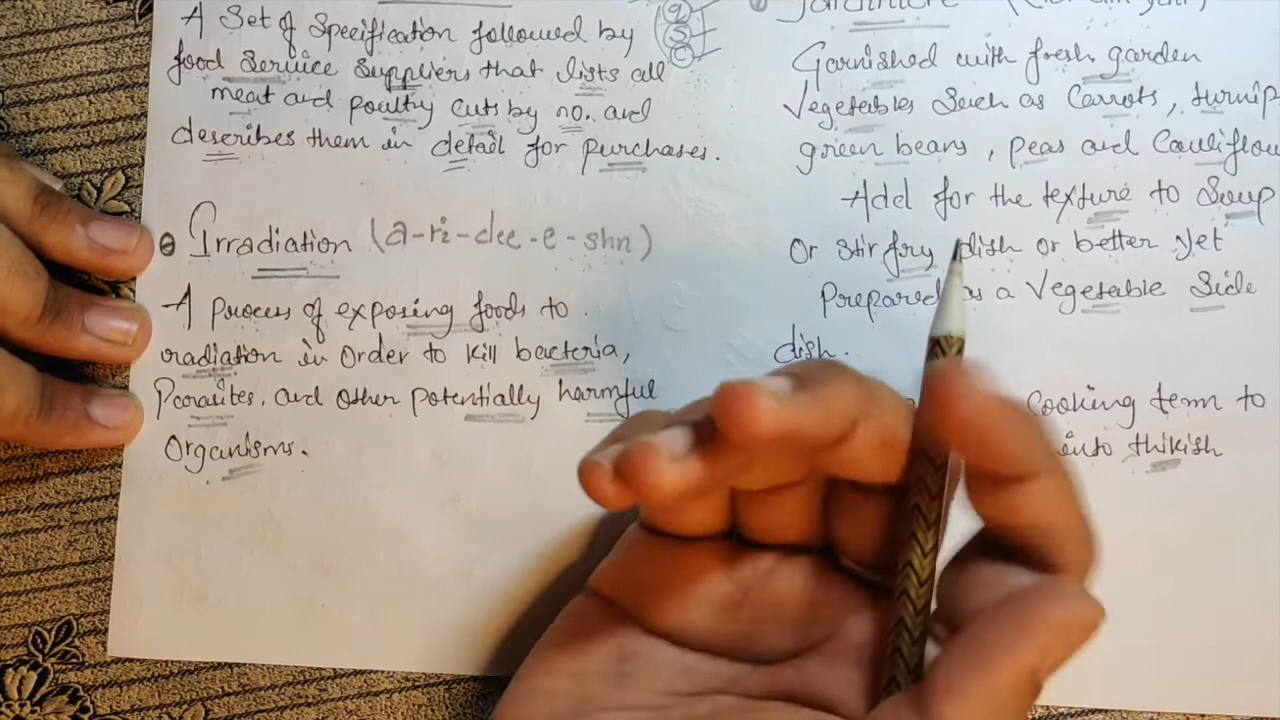 A Set of Specification followed by
food Service Suppliers that lists all
meat and poultry cuts by no. and
describes them in detail for purchases.
Irradiation (a-ri-dee-e-shn)
A process of exposing foods to
radiation in Order to kill bacteria,
Parasites, and other potentially harmful
Organisms.
Garnished with fresh garden
Vegetables Such as Carrots, turnip
green beans, peas and Cauliflow
Add for the texture to Soup
Or stir fry dish or better yet
Prepared as a Vegetable Side
dish.
Cooking term to
into thikish